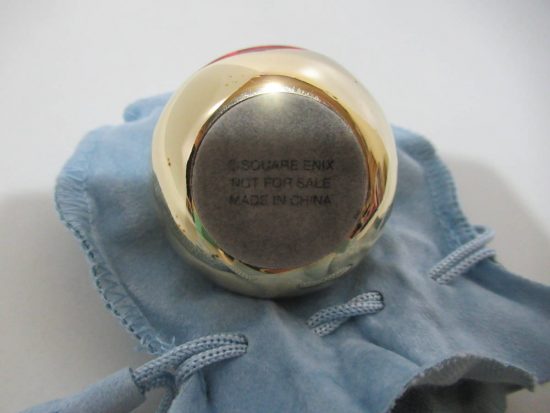 © SQUARE ENIX
NOT FOR SALE
MADE IN CHINA